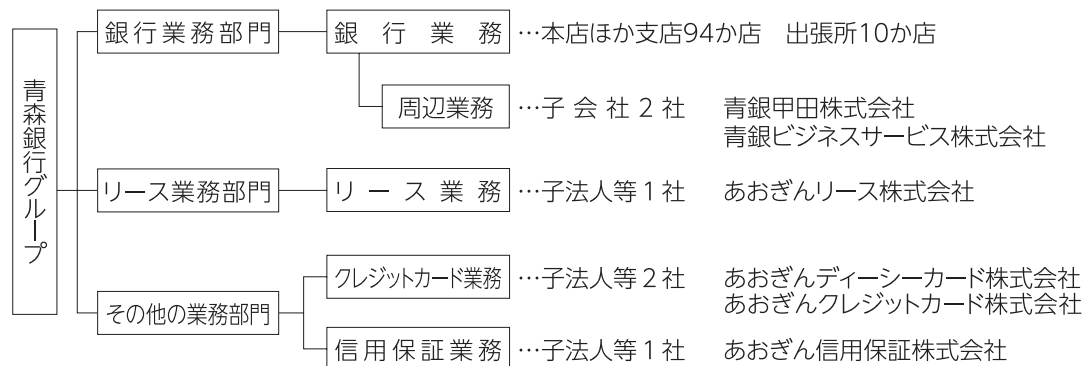 青森銀行グループ
銀行業務部門 銀行業務 …本店ほか支店94か店 出張所10か店
周辺業務 …子会社2社 青銀甲田株式会社
青銀ビジネスサービス株式会社
リース業務部門 リース業務 …子法人等1社 あおぎんリース株式会社
その他の業務部門
クレジットカード業務 …子法人等2社 あおぎんディーシーカード株式会社
あおぎんクレジットカード株式会社
信用保証業務 …子法人等1社 あおぎん信用保証株式会社